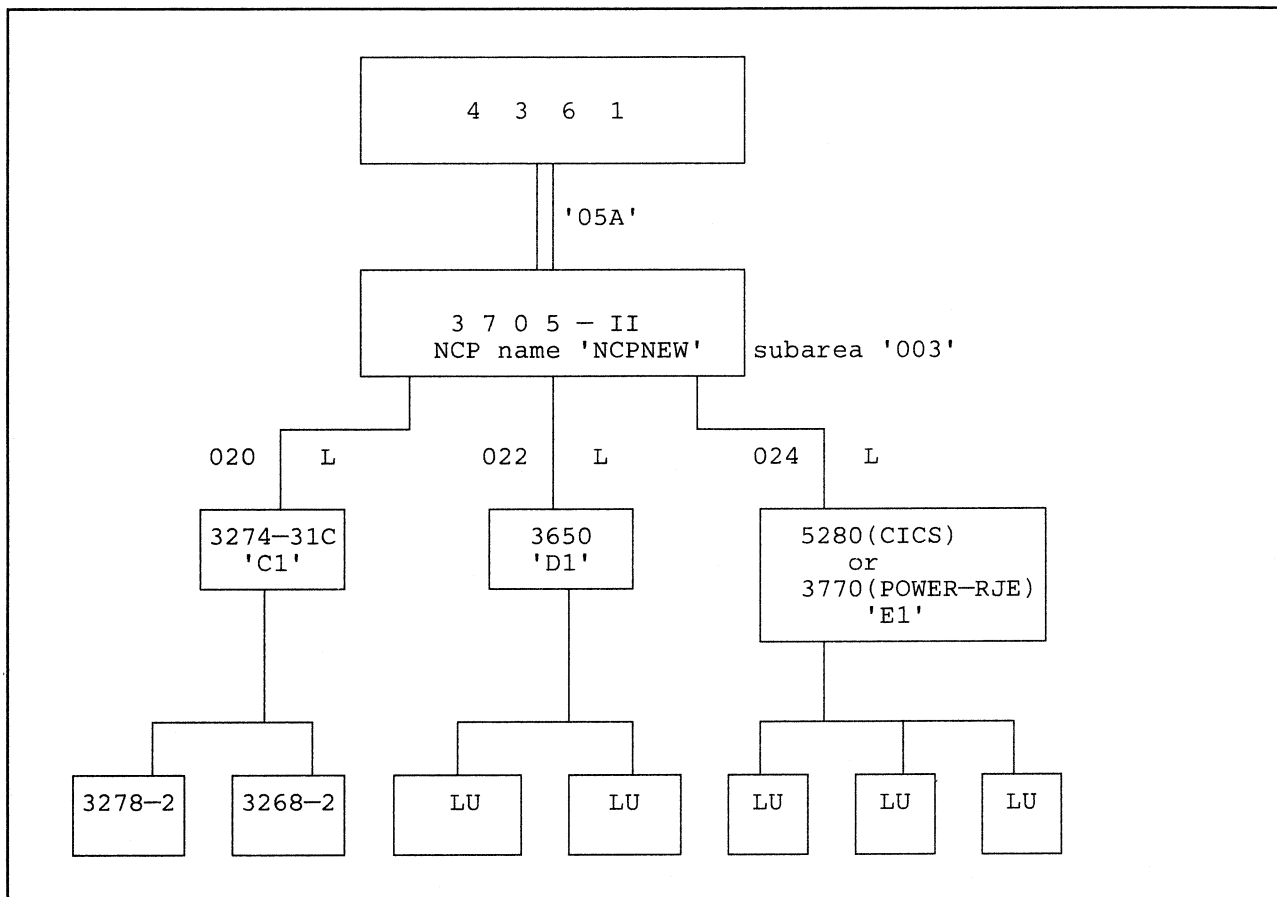 4 3 6 1
'05A'
3 7 0 5 — II
NCP name 'NCPNEW' subarea '003'
020 L 022 L 024 L
3274—31C
'C1'
3650
'D1'
5280(CICS)
or
3770(POWER—RJE)
'E1'
3278—2 3268—2 LU LU LU LU LU